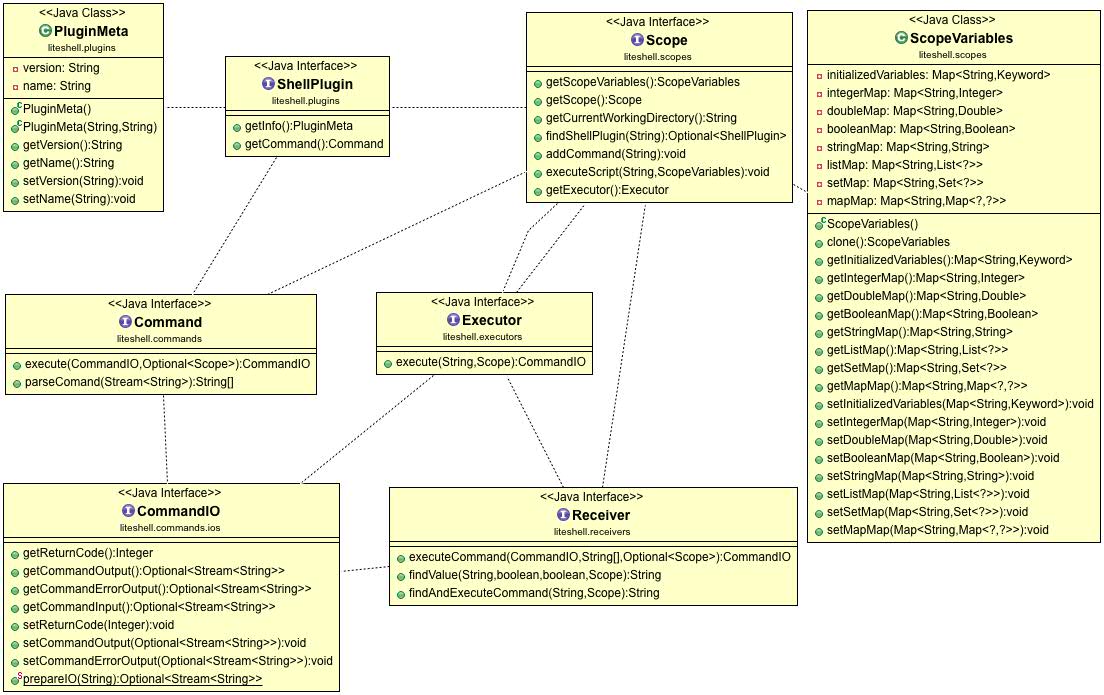 <<Java Class>>
PluginMeta
liteshell.plugins
version: String
name: String
PluginMeta()
PluginMeta(String,String)
getVersion():String
getName():String
setVersion(String):void
setName(String):void
<<Java Interface>>
ShellPlugin
liteshell.plugins
getInfo():PluginMeta
getCommand():Command
<<Java Interface>>
Scope
liteshell.scopes
getScopeVariables():ScopeVariables
getScope():Scope
getCurrentWorkingDirectory():String
findShellPlugin(String):Optional<ShellPlugin>
addCommand(String):void
executeScript(String,ScopeVariables):void
getExecutor():Executor
<<Java Class>>
ScopeVariables
liteshell.scopes
initializedVariables: Map<String,Keyword>
integerMap: Map<String,Integer>
doubleMap: Map<String,Double>
booleanMap: Map<String,Boolean>
stringMap: Map<String,String>
listMap: Map<String,List<?>>
setMap: Map<String,Set<?>>
mapMap: Map<String,Map<?,?>>
ScopeVariables()
clone():ScopeVariables
getInitializedVariables():Map<String,Keyword>
getIntegerMap():Map<String,Integer>
getDoubleMap():Map<String,Double>
getBooleanMap():Map<String,Boolean>
getStringMap():Map<String,String>
getListMap():Map<String,List<?>>
getSetMap():Map<String,Set<?>>
getMapMap():Map<String,Map<?,?>>
setInitializedVariables(Map<String,Keyword>):void
setIntegerMap(Map<String,Integer>):void
setDoubleMap(Map<String,Double>):void
setBooleanMap(Map<String,Boolean>):void
setStringMap(Map<String,String>):void
setListMap(Map<String,List<?>>):void
setSetMap(Map<String,Set<?>>):void
setMapMap(Map<String,Map<?,?>>):void
<<Java Interface>>
Command
liteshell.commands
execute(CommandIO,Optional<Scope>):CommandIO
parseComand(Stream<String>):String[]
<<Java Interface>>
Executor
liteshell.executors
execute(String,Scope):CommandIO
<<Java Interface>>
CommandIO
liteshell.commands.ios
getReturnCode():Integer
getCommandOutput():Optional<Stream<String>>
getCommandErrorOutput():Optional<Stream<String>>
getCommandInput():Optional<Stream<String>>
setReturnCode(Integer):void
setCommandOutput(Optional<Stream<String>>):void
setCommandErrorOutput(Optional<Stream<String>>):void
prepareIO(String):Optional<Stream<String>>
<<Java Interface>>
Receiver
liteshell.receivers
executeCommand(CommandIO,String[],Optional<Scope>):CommandIO
findValue(String,boolean,boolean,Scope):String
findAndExecuteCommand(String,Scope):String